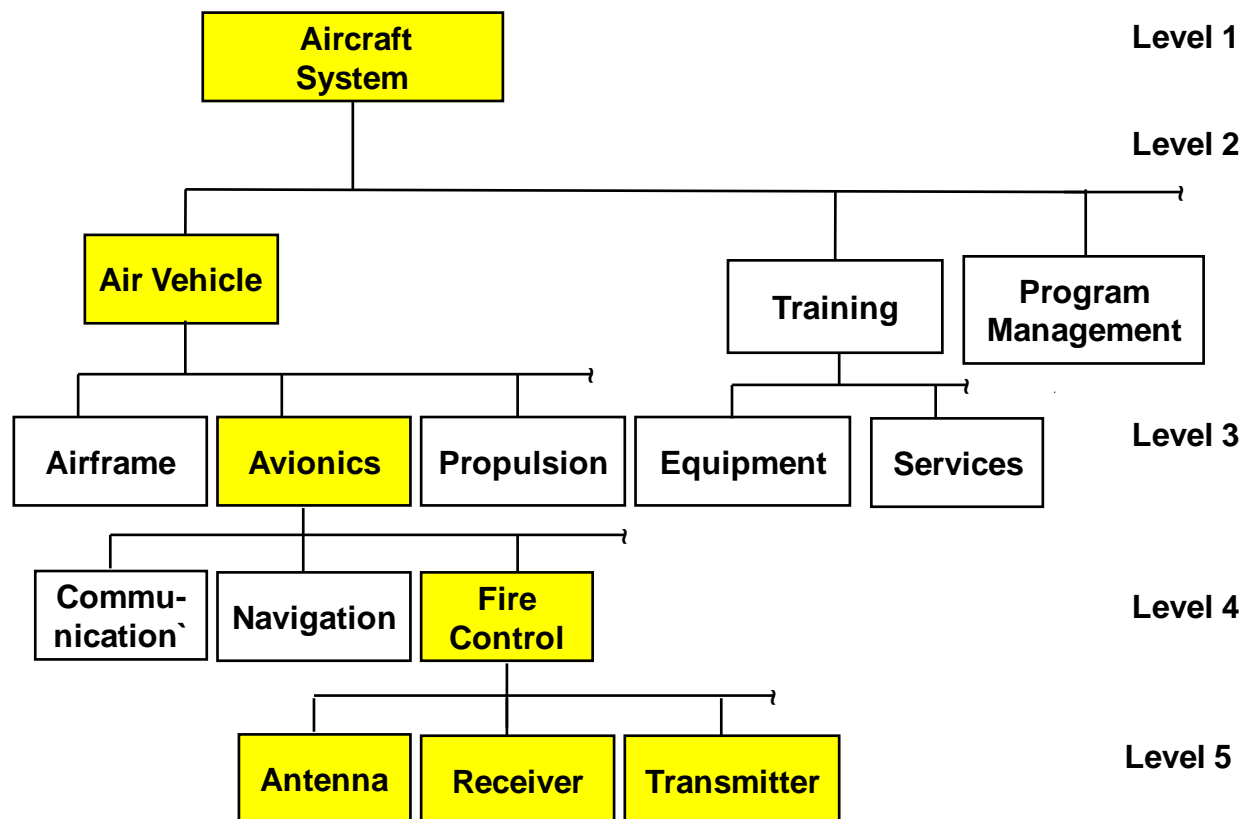 Aircraft
System
Level 1
Level 2
Air Vehicle
Training
Program
Management
Airframe
Avionics
Propulsion
Equipment
Services
Level 3
Commu-
nication`
Navigation
Fire
Control
Level 4
Antenna
Receiver
Transmitter
Level 5